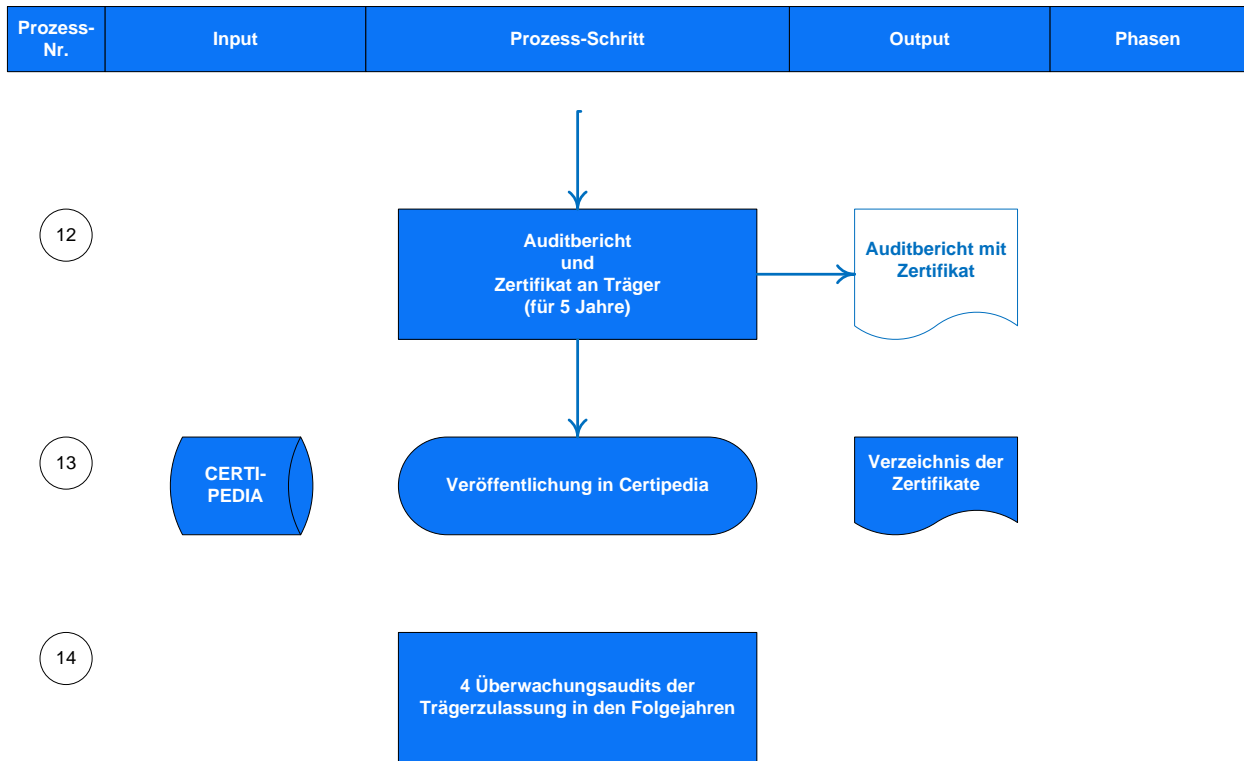 Prozess-
Nr.
Input
Prozess-Schritt
Output
Phasen
12
Auditbericht
und
Zertifikat an Träger
(für 5 Jahre)
Auditbericht mit
Zertifikat
13
CERTI-
PEDIA
Veröffentlichung in Certipedia
Verzeichnis der
Zertifikate
14
4 Überwachungsaudits der
Trägerzulassung in den Folgejahren